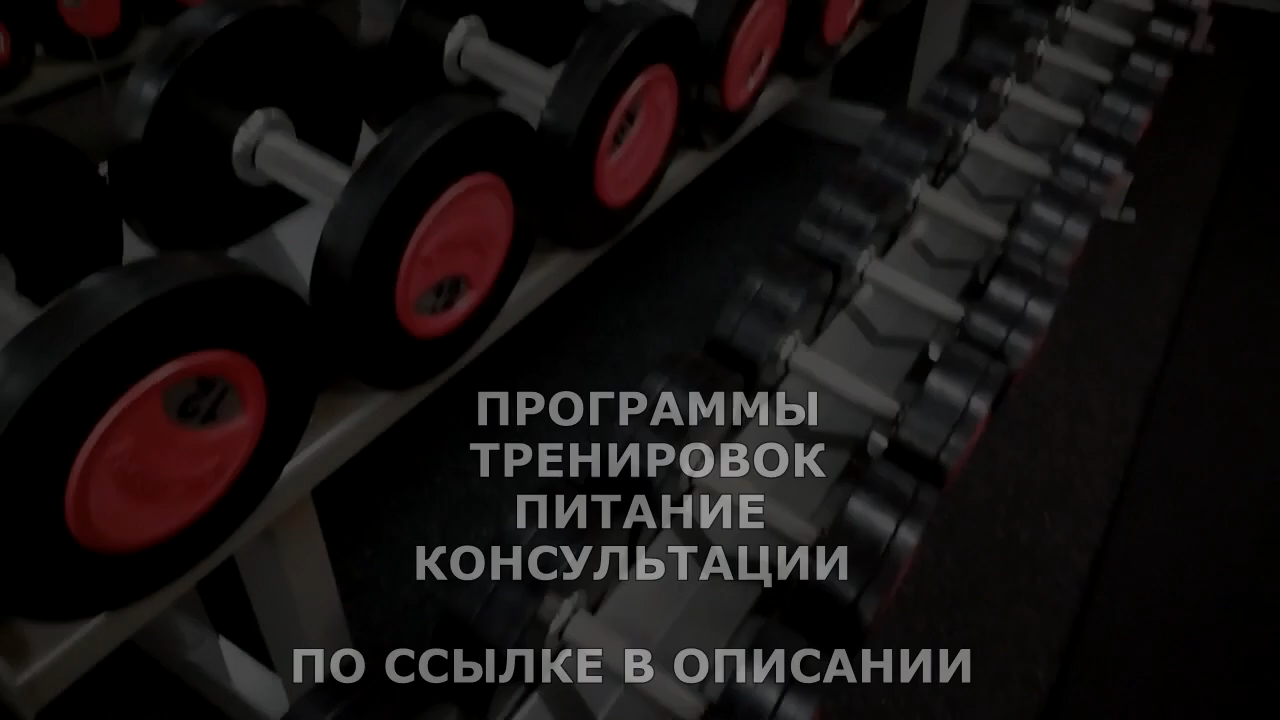 ПРОГРАММЫ
ТРЕНИРОВОК
ПИТАНИЕ
КОНСУЛЬТАЦИИ
ПО ССЫЛКЕ В ОПИСАНИИ